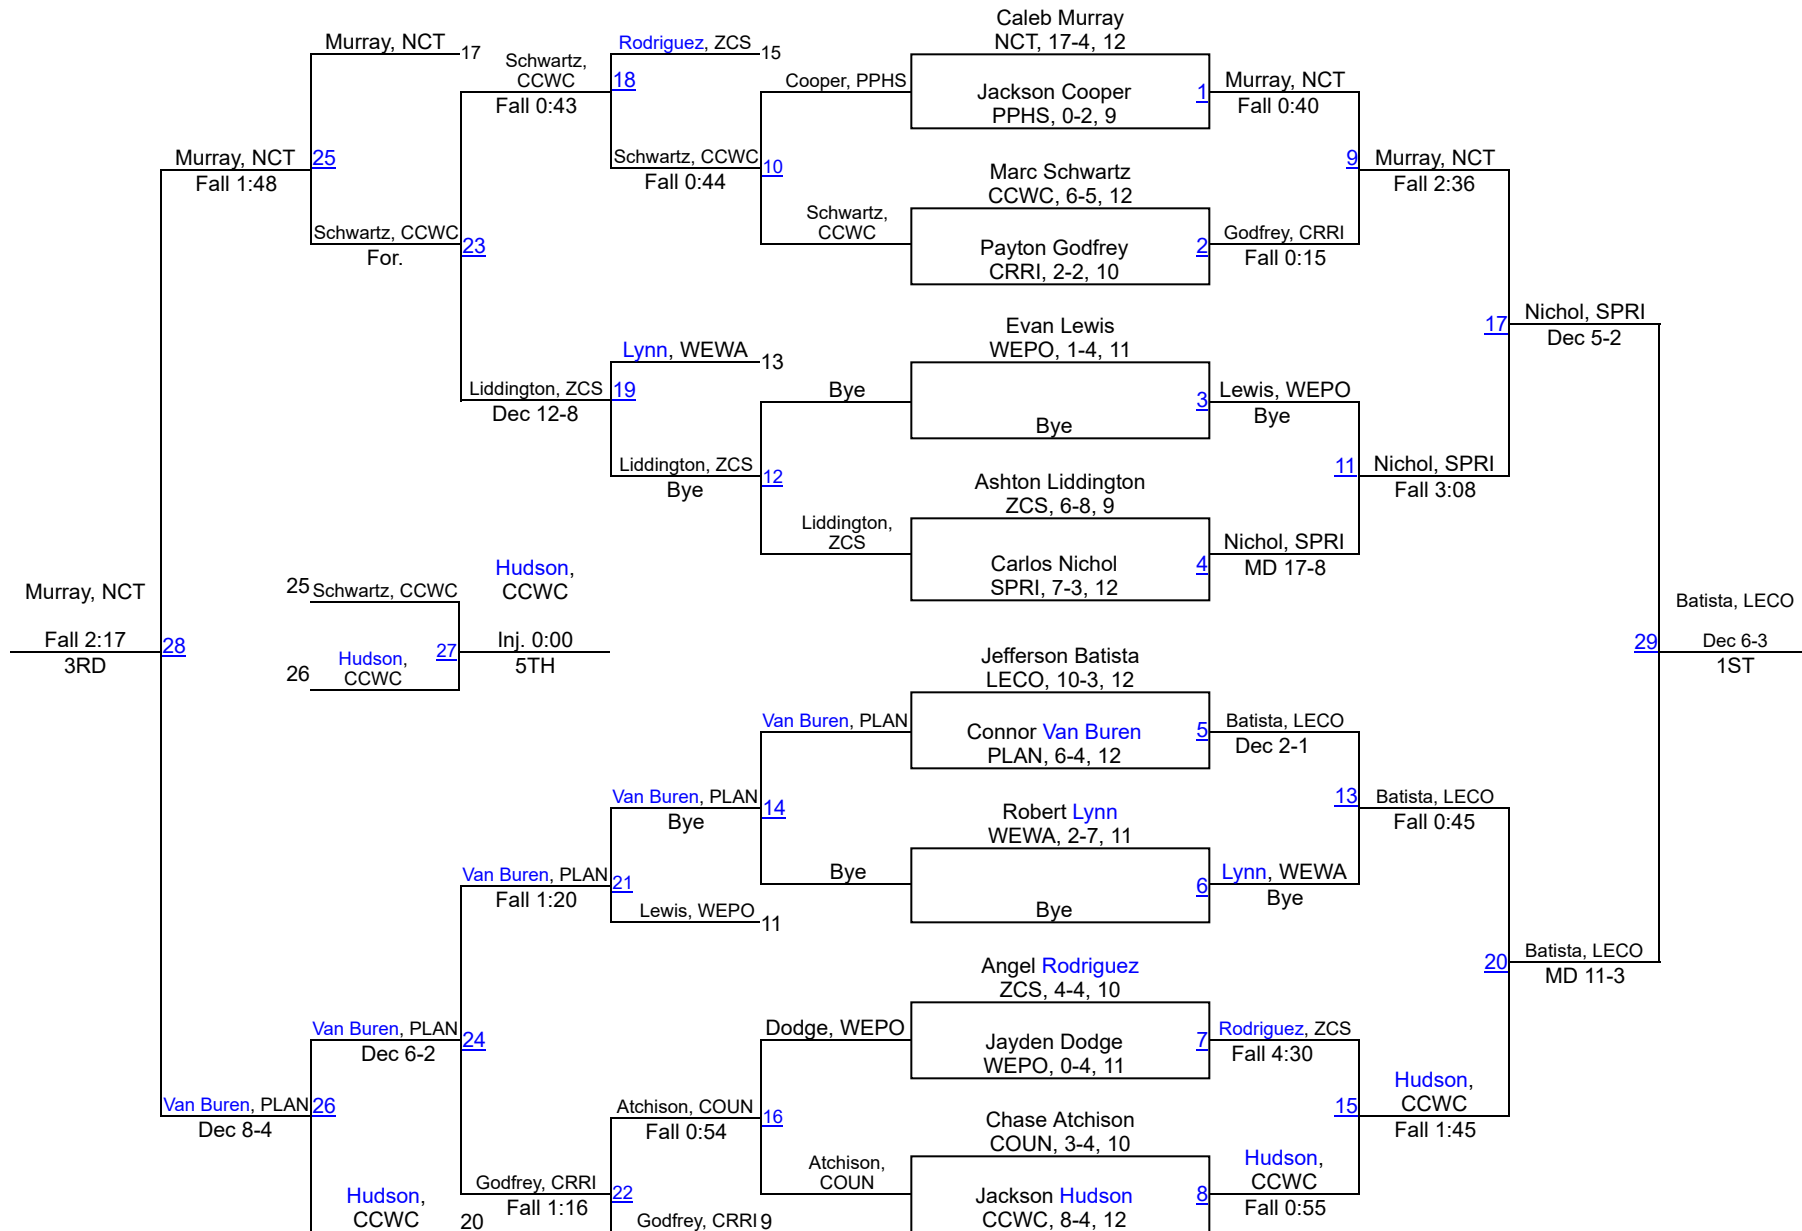 Caleb Murray
NCT, 17-4, 12
Murray, NCT
17
Schwartz,
CCWC
Fall 0:43
18
Rodriguez, ZCS
15
Cooper, PPHS
Jackson Cooper
PPHS, 0-2, 9
1
Murray, NCT
Fall 0:40
Murray, NCT
Fall 1:48
25
Schwartz, CCWC
Fall 0:44
10
Marc Schwartz
CCWC, 6-5, 12
9
Murray, NCT
Fall 2:36
Schwartz, CCWC
For.
23
Schwartz,
CCWC
Payton Godfrey
CRRI, 2-2, 10
2
Godfrey, CRRI
Fall 0:15
Evan Lewis
WEPO, 1-4, 11
17
Nichol, SPRI
Dec 5-2
Lynn, WEWA
13
Liddington, ZCS
Dec 12-8
19
Bye
Bye
3
Lewis, WEPO
Bye
Liddington, ZCS
Bye
12
Ashton Liddington
ZCS, 6-8, 9
11
Nichol, SPRI
Fall 3:08
Liddington,
ZCS
Carlos Nichol
SPRI, 7-3, 12
4
Nichol, SPRI
MD 17-8
Murray, NCT
Fall 2:17
3RD
28
25
Schwartz, CCWC
26
Hudson,
CCWC
27
Hudson,
CCWC
Inj. 0:00
5TH
Batista, LECO
29
Dec 6-3
1ST
Jefferson Batista
LECO, 10-3, 12
Van Buren, PLAN
Connor Van Buren
PLAN, 6-4, 12
5
Batista, LECO
Dec 2-1
Van Buren, PLAN
Bye
14
Robert Lynn
WEWA, 2-7, 11
13
Batista, LECO
Fall 0:45
Van Buren, PLAN
Fall 1:20
21
Bye
Bye
6
Lynn, WEWA
Bye
Lewis, WEPO
11
Angel Rodriguez
ZCS, 4-4, 10
20
Batista, LECO
MD 11-3
Van Buren, PLAN
Dec 6-2
24
Dodge, WEPO
Jayden Dodge
WEPO, 0-4, 11
7
Rodriguez, ZCS
Fall 4:30
Van Buren, PLAN
Dec 8-4
26
Atchison, COUN
Fall 0:54
16
Chase Atchison
COUN, 3-4, 10
15
Hudson,
CCWC
Fall 1:45
Hudson,
CCWC
20
Godfrey, CRRI
Fall 1:16
22
Godfrey, CRRI
9
Atchison,
COUN
Jackson Hudson
CCWC, 8-4, 12
8
Hudson,
CCWC
Fall 0:55